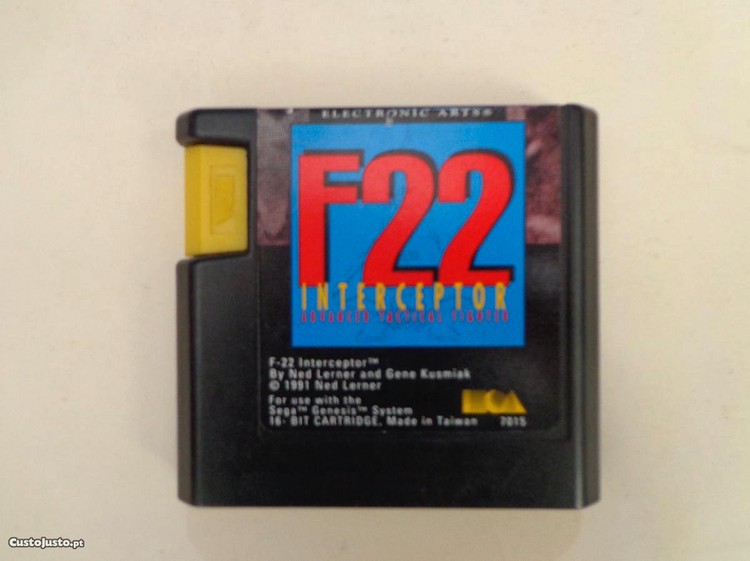 ELECTRONIC ARTS®
F22
INTERCEPTOR
ADVANCED TACTICAL FIGHTER
F-22 Interceptor™
By Ned Lerner and Gene Kusmiak
© 1991 Ned Lerner
For use with the
Sega™ Genesis™ System
16-BIT CARTRIDGE, Made in Taiwan 7015
CustoJusto.pt